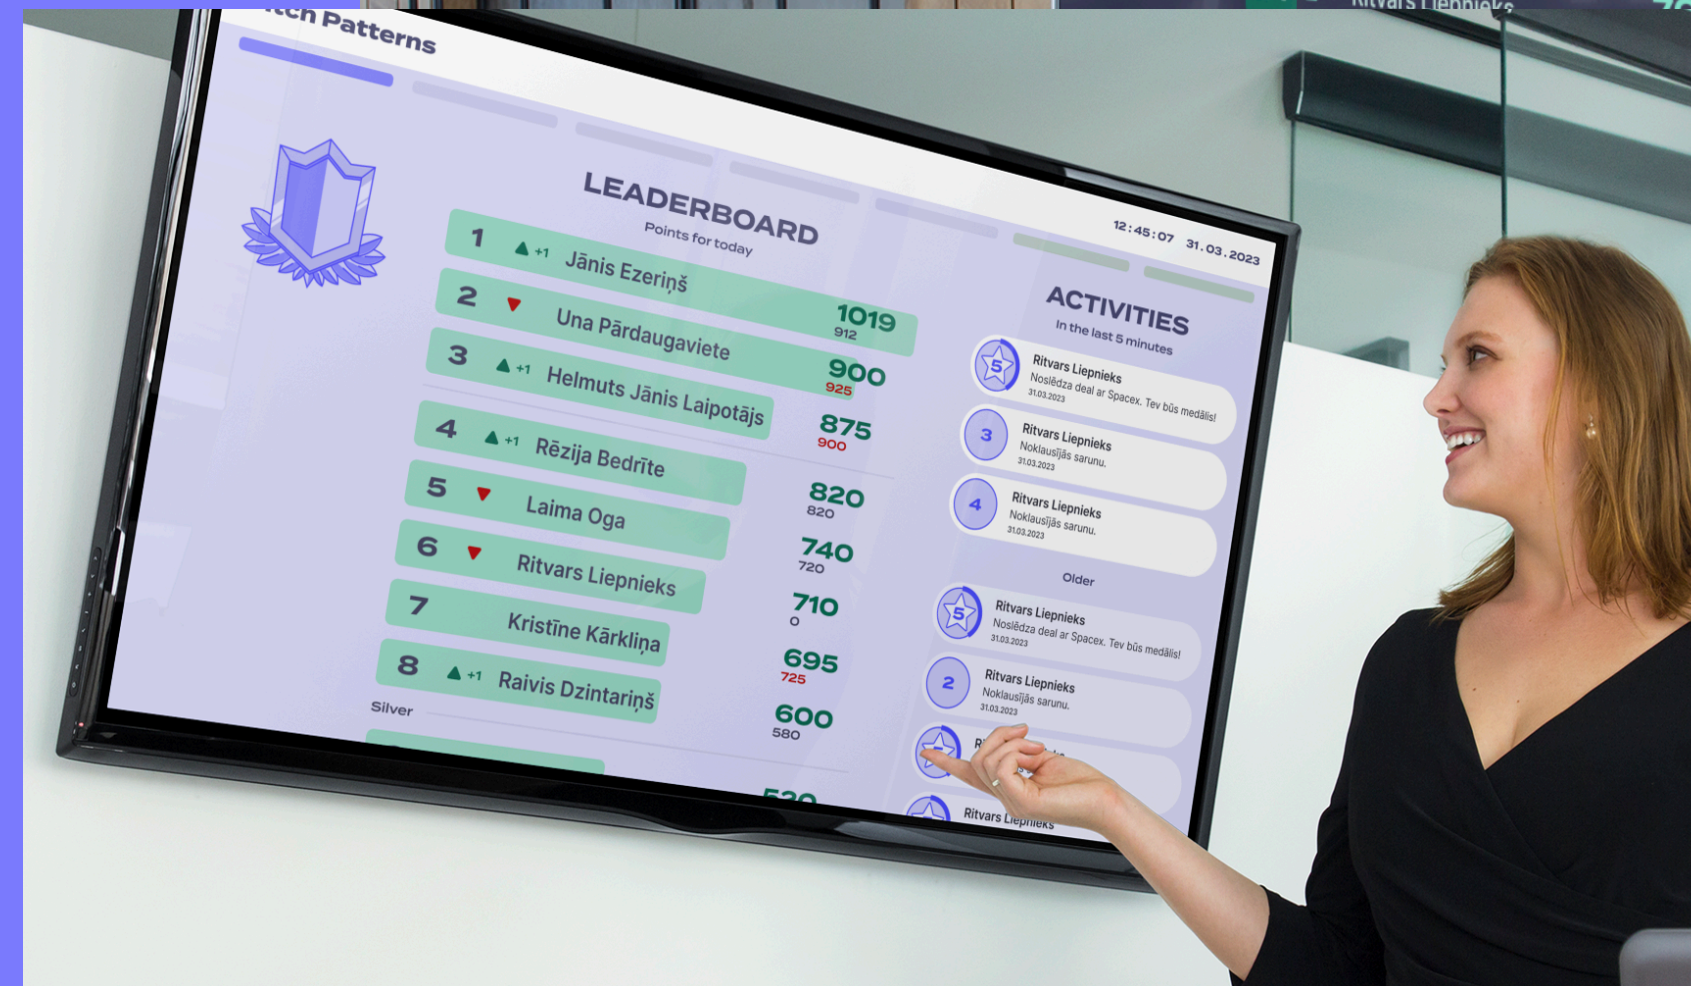 Ritvars Liepnieks
Patterns
12:45:07 31.03.2023
LEADERBOARD
Points for today
1 +1 Jānis Ezeriņš 1019
912
2 Una Pārdaugaviete 900
925
3 +1 Helmuts Jānis Laipotājs 875
900
4 +1 Rēzija Bedrīte 820
820
5 Laima Oga 740
720
6 Ritvars Liepnieks 710
0
7 Kristīne Kārkliņa 695
725
8 +1 Raivis Dzintariņš 600
580
Silver
520
ACTIVITIES
In the last 5 minutes
5 Ritvars Liepnieks
Noslēdza deal ar Spacex. Tev būs medālis!
31.03.2023
3 Ritvars Liepnieks
Noklausījās sarunu.
31.03.2023
4 Ritvars Liepnieks
Noklausījās sarunu.
31.03.2023
Older
5 Ritvars Liepnieks
Noslēdza deal ar Spacex. Tev būs medālis!
31.03.2023
2 Ritvars Liepnieks
Noklausījās sarunu.
31.03.2023
Ritvars Liepnieks